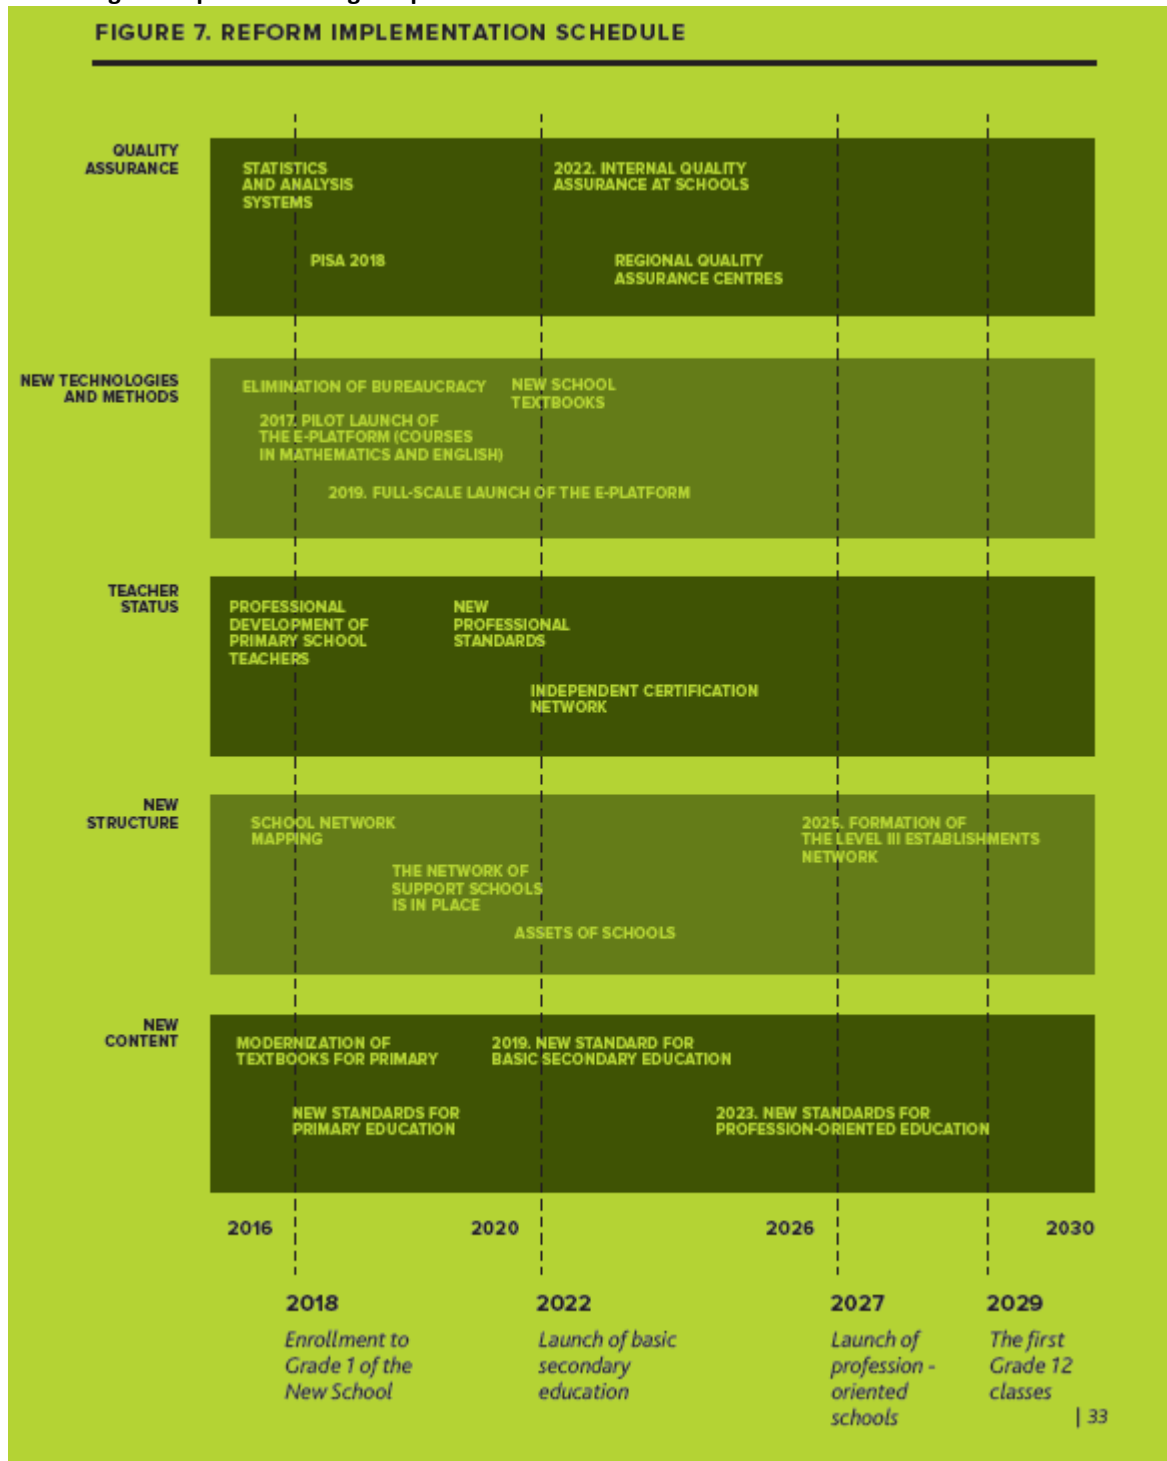 FIGURE 7. REFORM IMPLEMENTATION SCHEDULE
QUALITY
ASSURANCE
STATISTICS
AND ANALYSIS
SYSTEMS
2022. INTERNAL QUALITY
ASSURANCE AT SCHOOLS
PISA 2018
REGIONAL QUALITY
ASSURANCE CENTRES
NEW TECHNOLOGIES
AND METHODS
ELIMINATION OF BUREAUCRACY
NEW SCHOOL
TEXTBOOKS
2017. PILOT LAUNCH OF
THE E-PLATFORM (COURSES
IN MATHEMATICS AND ENGLISH)
2019. FULL-SCALE LAUNCH OF THE E-PLATFORM
TEACHER
STATUS
PROFESSIONAL
DEVELOPMENT OF
PRIMARY SCHOOL
TEACHERS
NEW
PROFESSIONAL
STANDARDS
INDEPENDENT CERTIFICATION
NETWORK
NEW
STRUCTURE
SCHOOL NETWORK
MAPPING
2025. FORMATION OF
THE LEVEL III ESTABLISHMENTS
NETWORK
THE NETWORK OF
SUPPORT SCHOOLS
IS IN PLACE
ASSETS OF SCHOOLS
NEW
CONTENT
MODERNIZATION OF
TEXTBOOKS FOR PRIMARY
2019. NEW STANDARD FOR
BASIC SECONDARY EDUCATION
NEW STANDARDS FOR
PRIMARY EDUCATION
2023. NEW STANDARDS FOR
PROFESSION-ORIENTED EDUCATION
2016
2020
2026
2030
2018
Enrollment to
Grade 1 of the
New School
2022
Launch of basic
secondary
education
2027
Launch of
profession -
oriented
schools
2029
The first
Grade 12
classes
| 33